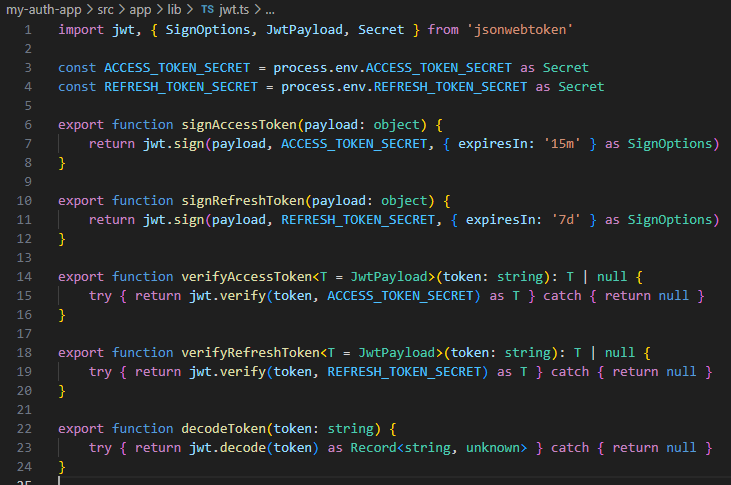 my-auth-app > src > app > lib > TS jwt.ts > ...
1 import jwt, { SignOptions, JwtPayload, Secret } from 'jsonwebtoken'
2
3 const ACCESS_TOKEN_SECRET = process.env.ACCESS_TOKEN_SECRET as Secret
4 const REFRESH_TOKEN_SECRET = process.env.REFRESH_TOKEN_SECRET as Secret
5
6 export function signAccessToken(payload: object) {
7     return jwt.sign(payload, ACCESS_TOKEN_SECRET, { expiresIn: '15m' } as SignOptions)
8 }
9
10 export function signRefreshToken(payload: object) {
11     return jwt.sign(payload, REFRESH_TOKEN_SECRET, { expiresIn: '7d' } as SignOptions)
12 }
13
14 export function verifyAccessToken<T = JwtPayload>(token: string): T | null {
15     try { return jwt.verify(token, ACCESS_TOKEN_SECRET) as T } catch { return null }
16 }
17
18 export function verifyRefreshToken<T = JwtPayload>(token: string): T | null {
19     try { return jwt.verify(token, REFRESH_TOKEN_SECRET) as T } catch { return null }
20 }
21
22 export function decodeToken(token: string) {
23     try { return jwt.decode(token) as Record<string, unknown> } catch { return null }
24 }
25